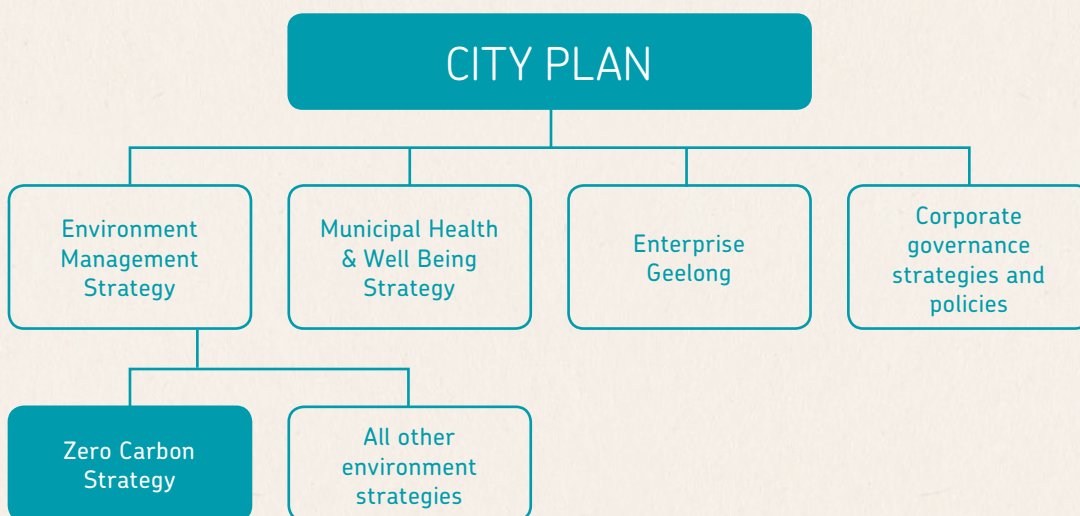 CITY PLAN
Environment
Management
Strategy
Municipal Health
& Well Being
Strategy
Enterprise
Geelong
Corporate
governance
strategies and
policies
Zero Carbon
Strategy
All other
environment
strategies